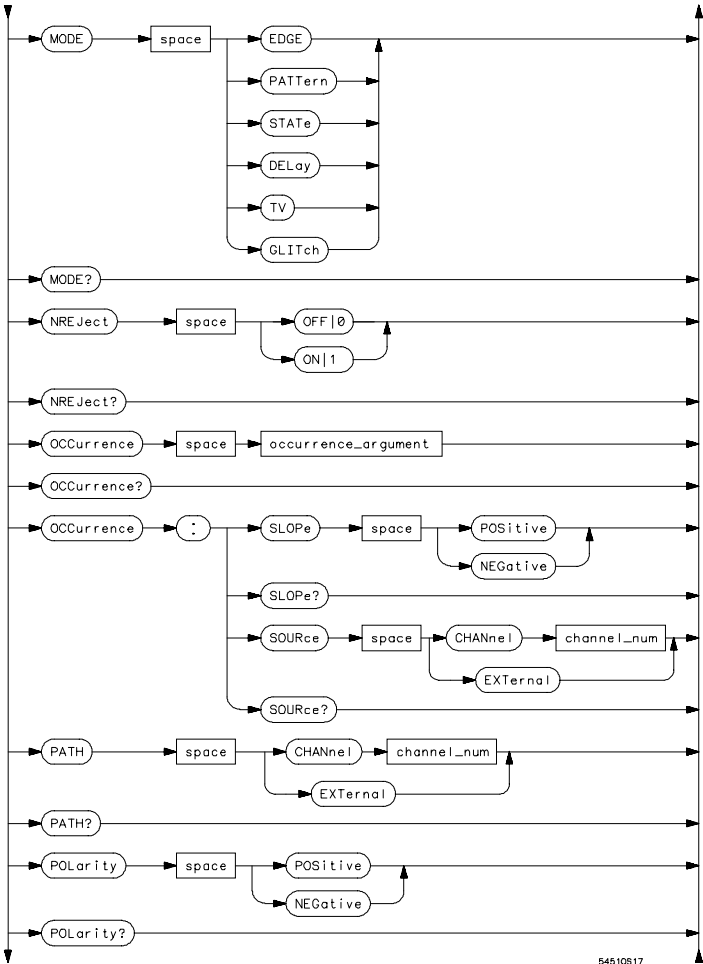 MODE space EDGE
PATTern
STATe
DELay
TV
GLITch
MODE?
NREJect space OFF|0
ON|1
NREJect?
OCCurrence space occurrence_argument
OCCurrence?
OCCurrence : SLOPe space POSitive
NEGative
SLOPe?
SOURce space CHANnel channel_num
EXTernal
SOURce?
PATH space CHANnel channel_num
EXTernal
PATH?
POLarity space POSitive
NEGative
POLarity?
54510S17